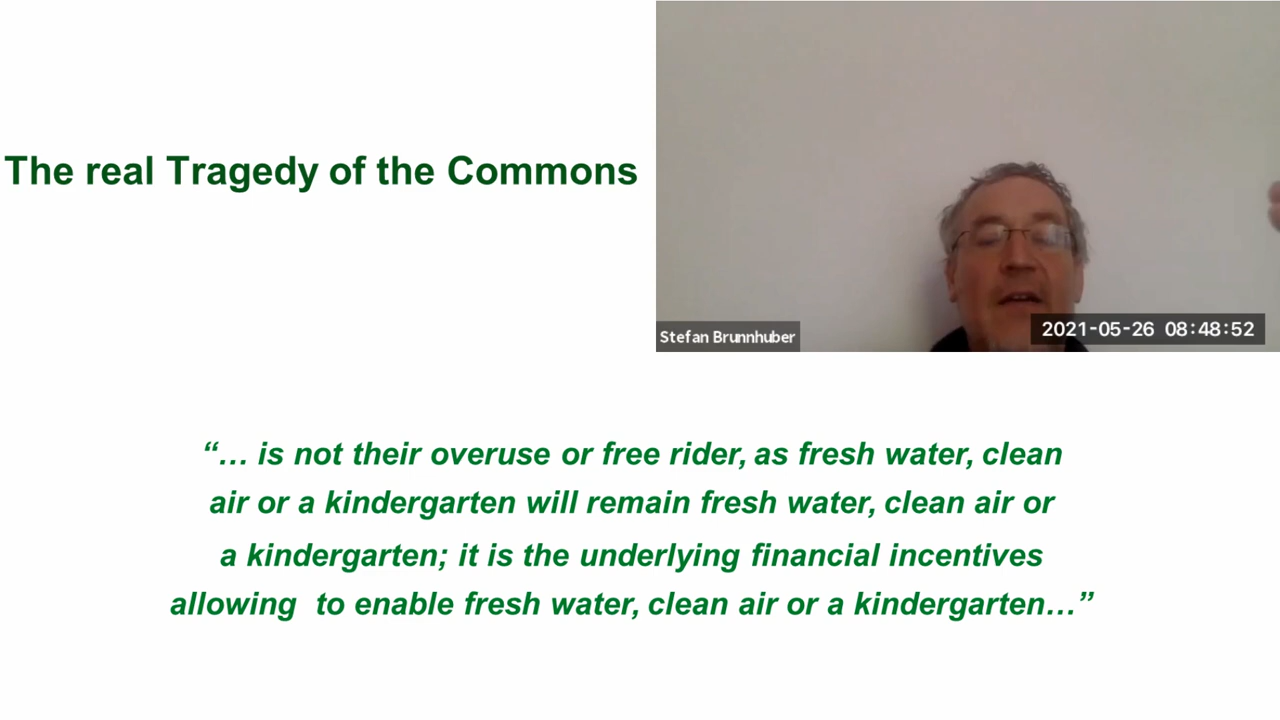 The real Tragedy of the Commons
Stefan Brunnhuber
2021-05-26 08:48:52
“… is not their overuse or free rider, as fresh water, clean
air or a kindergarten will remain fresh water, clean air or
a kindergarten; it is the underlying financial incentives
allowing  to enable fresh water, clean air or a kindergarten…”